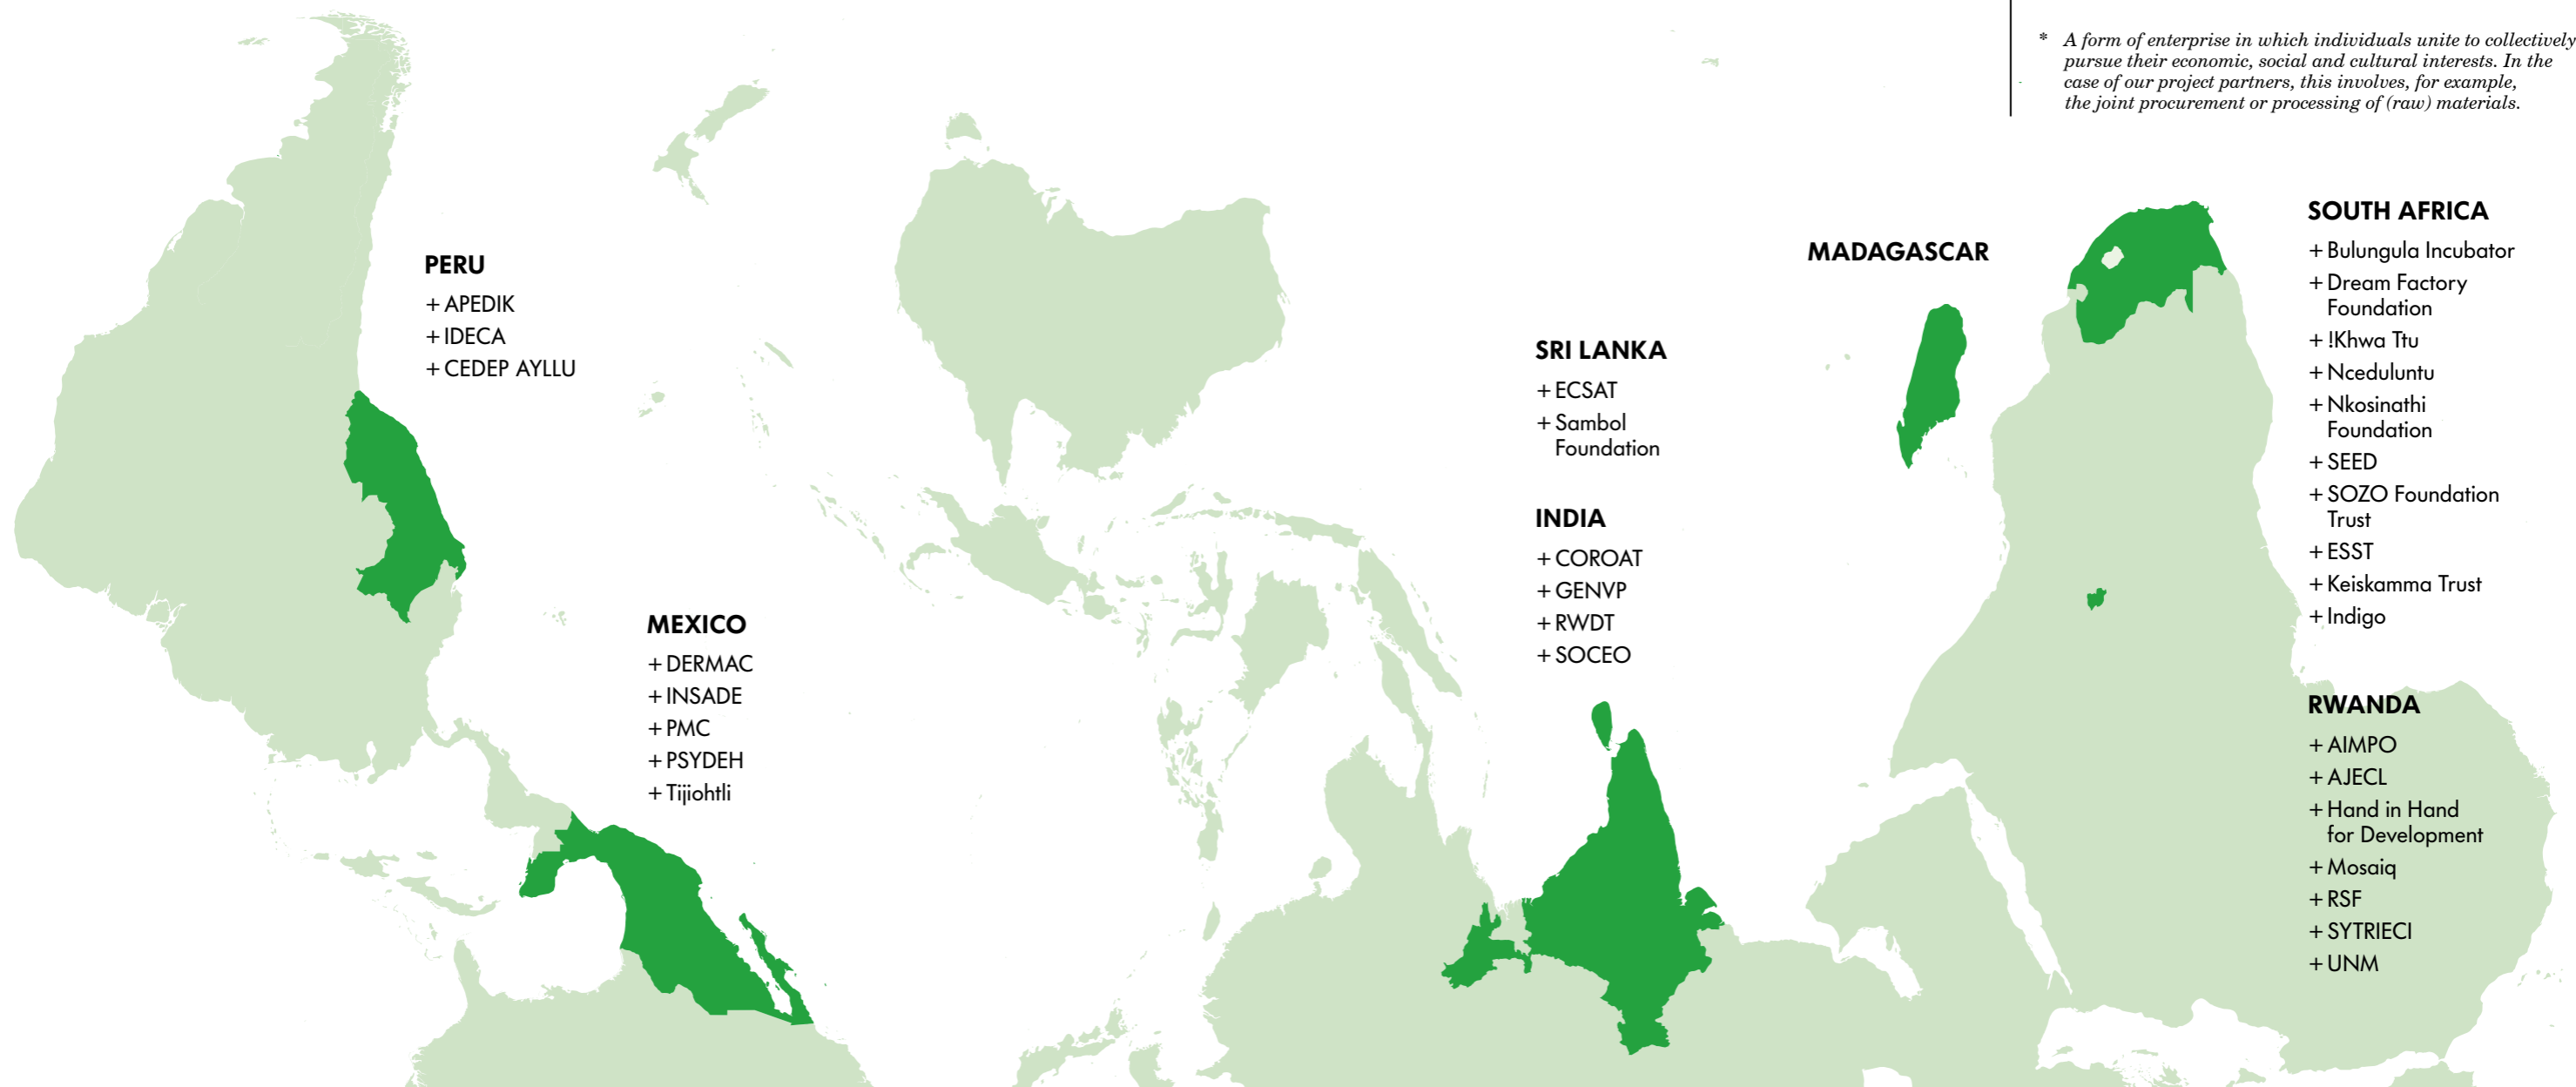 * A form of enterprise in which individuals unite to collectively
pursue their economic, social and cultural interests. In the
case of our project partners, this involves, for example,
the joint procurement or processing of (raw) materials.
PERU
+ APEDIK
+ IDECA
+ CEDEP AYLLU
MEXICO
+ DERMAC
+ INSADE
+ PMC
+ PSYDEH
+ Tijiohtli
SRI LANKA
+ ECSAT
+ Sambol
Foundation
INDIA
+ COROAT
+ GENVP
+ RWDT
+ SOCEO
MADAGASCAR
SOUTH AFRICA
+ Bulungula Incubator
+ Dream Factory
Foundation
+ !Khwa Ttu
+ Nceduluntu
+ Nkosinathi
Foundation
+ SEED
+ SOZO Foundation
Trust
+ ESST
+ Keiskamma Trust
+ Indigo
RWANDA
+ AIMPO
+ AJECL
+ Hand in Hand
for Development
+ Mosaiq
+ RSF
+ SYTRIECI
+ UNM